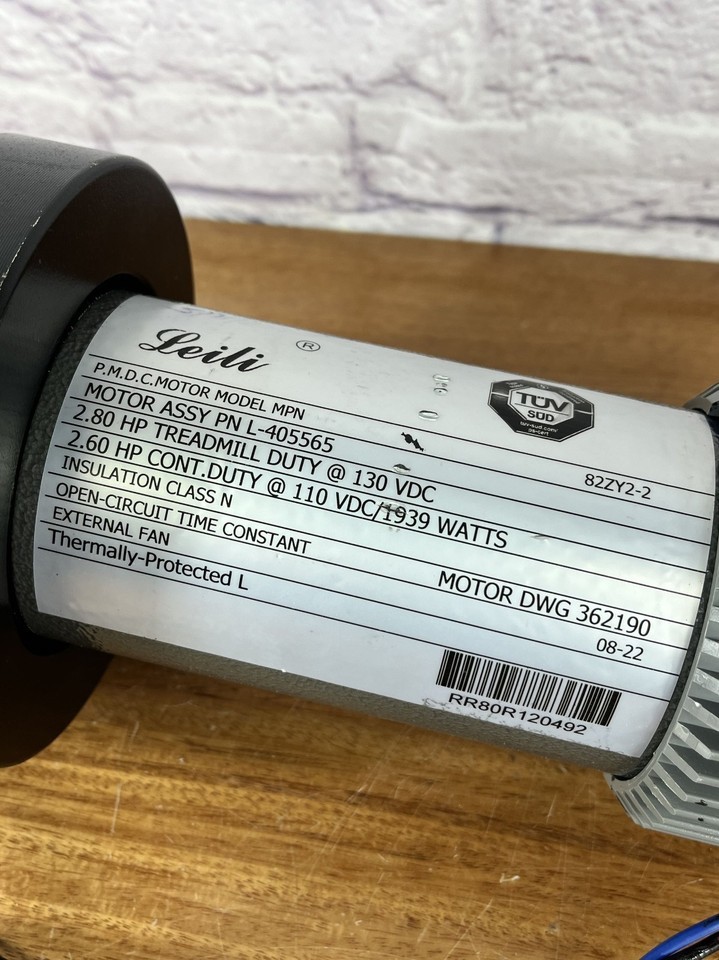 Leili ®
P.M.D.C.MOTOR MODEL MPN 82ZY2-2
MOTOR ASSY PN L-405565
2.80 HP TREADMILL DUTY @ 130 VDC
2.60 HP CONT.DUTY @ 110 VDC/1939 WATTS
INSULATION CLASS N
OPEN-CIRCUIT TIME CONSTANT MOTOR DWG 362190
EXTERNAL FAN 08-22
Thermally-Protected L
RR80R120492
TÜV
SÜD